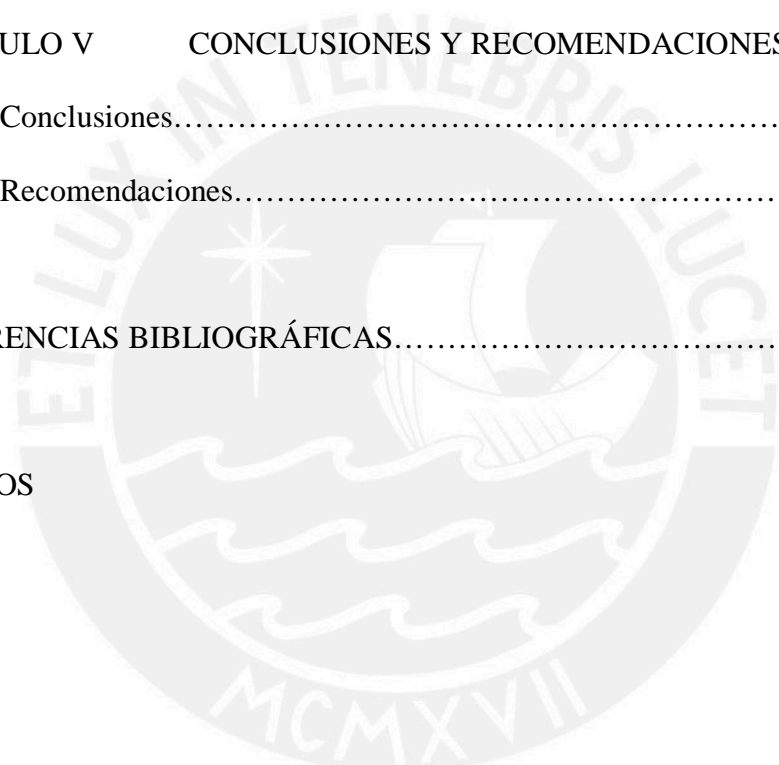 ULO V CONCLUSIONES Y RECOMENDACIONES
Conclusiones………………………………………………
Recomendaciones…………………………………………
RENCIAS BIBLIOGRÁFICAS………………………………
OS
ET LUX IN TENEBRIS LUCET
MCMXVII